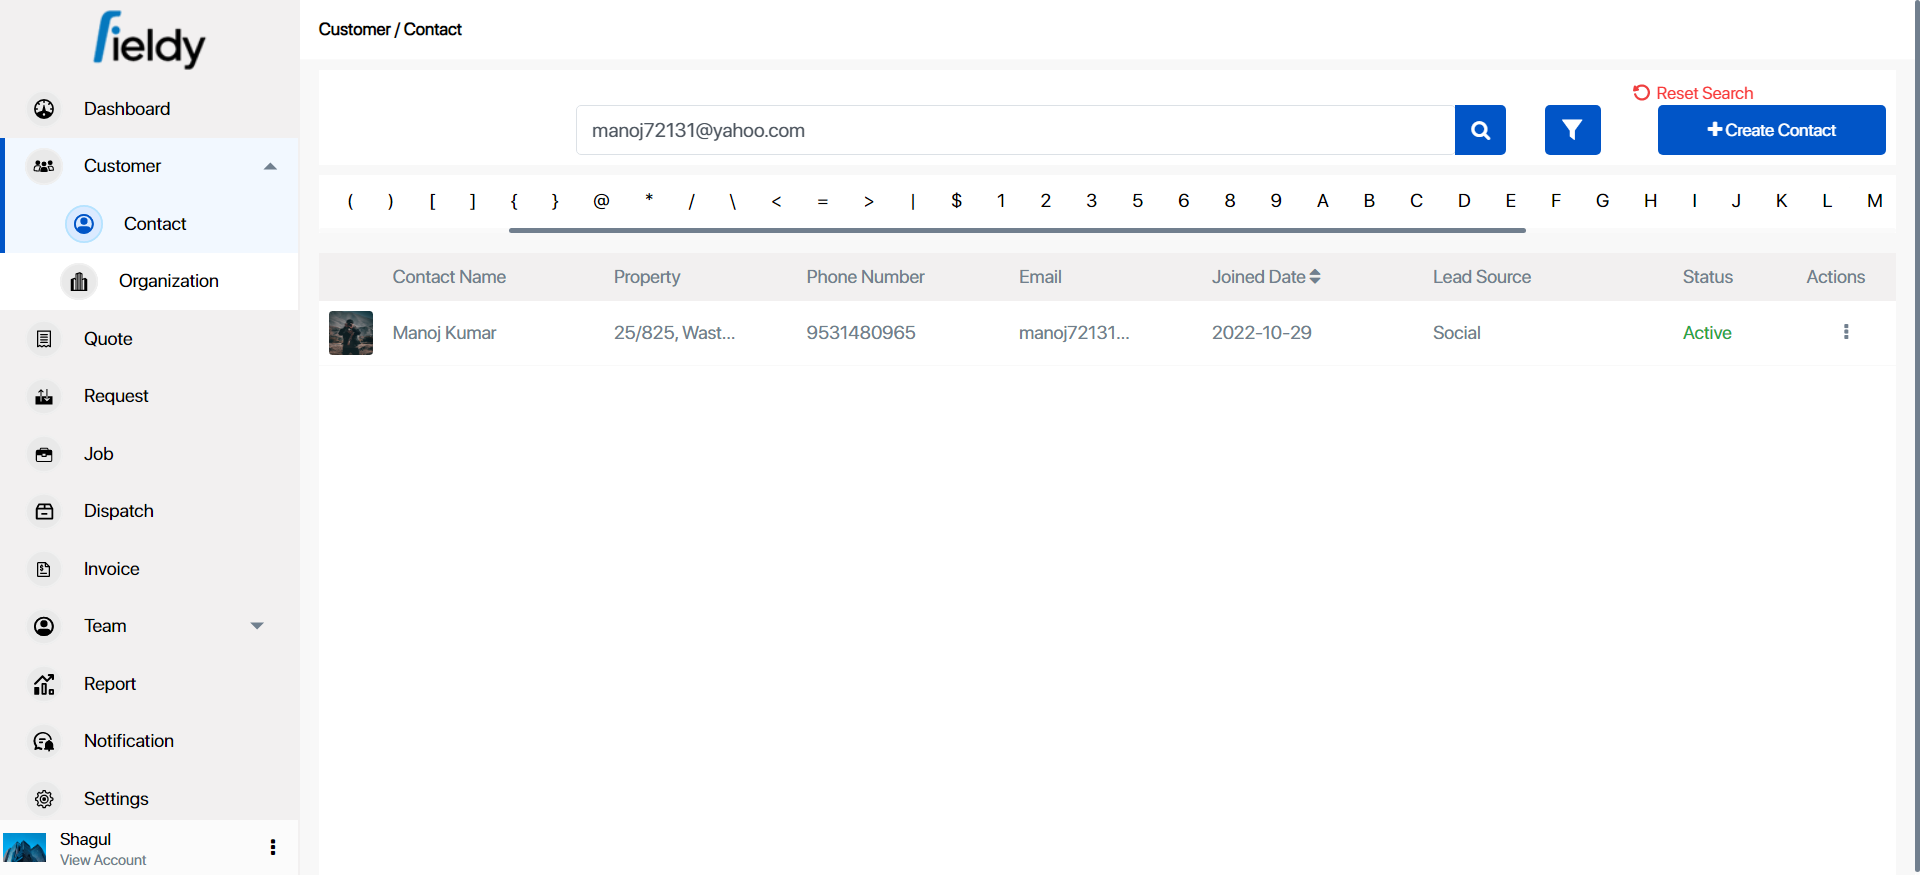 fieldy
Customer / Contact
Dashboard
Customer
Contact
Organization
Quote
Request
Job
Dispatch
Invoice
Team
Report
Notification
Settings
Shagul
View Account
Reset Search
manoj72131@yahoo.com
Create Contact
( ) [ ] { } @ * / \ < = > | $ 1 2 3 5 6 8 9 A B C D E F G H I J K L M
Contact Name Property Phone Number Email Joined Date Lead Source Status Actions
Manoj Kumar 25/825, Wast... 9531480965 manoj72131... 2022-10-29 Social Active